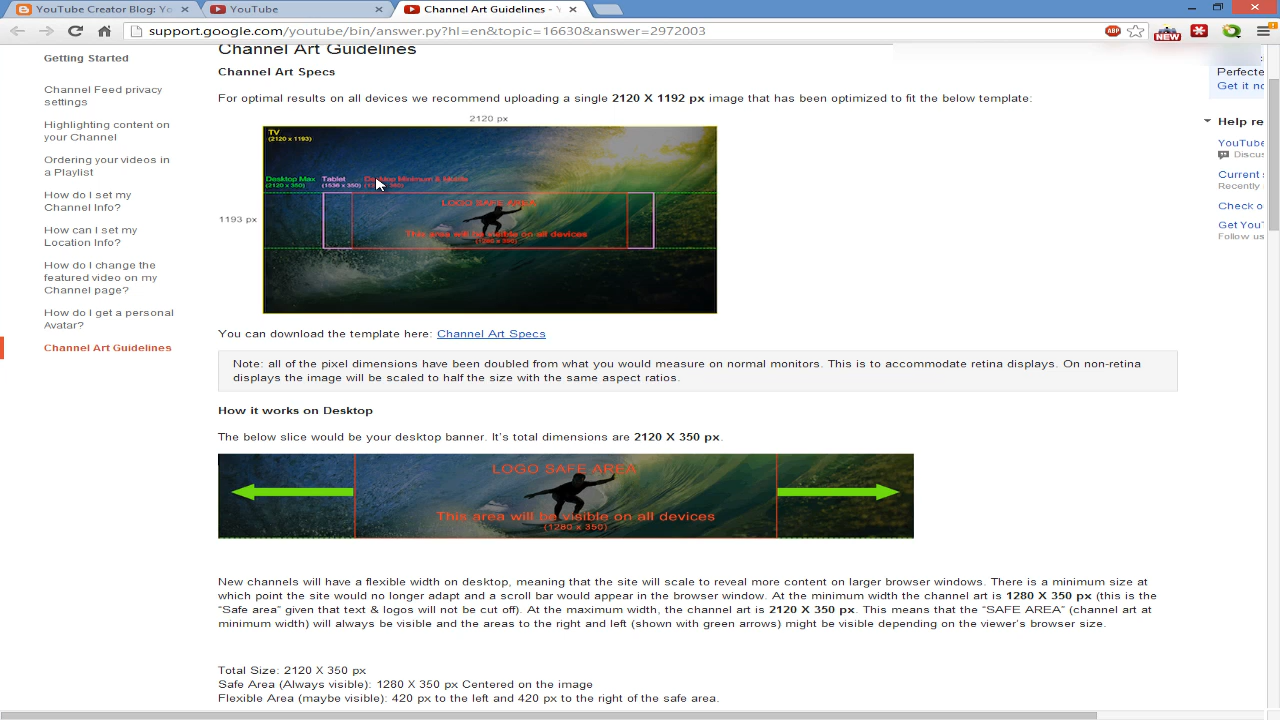 YouTube Creator Blog: Yo
YouTube
Channel Art Guidelines - Y
support.google.com/youtube/bin/answer.py?hl=en&topic=16630&answer=2972003
ABP
NEW
Channel Art Guidelines
Getting Started
Channel Feed privacy
settings
Highlighting content on
your Channel
Ordering your videos in
a Playlist
How do I set my
Channel Info?
How can I set my
Location Info?
How do I change the
featured video on my
Channel page?
How do I get a personal
Avatar?
Channel Art Guidelines
Channel Art Specs
For optimal results on all devices we recommend uploading a single 2120 X 1192 px image that has been optimized to fit the below template:
2120 px
TV
(2120 x 1193)
Desktop Max
(2120 x 350)
Tablet
(1536 x 350)
Desktop Minimum & Mobile
1193 px
LOGO SAFE AREA
This area will be visible on all devices
(1280 x 350)
You can download the template here: Channel Art Specs
Note: all of the pixel dimensions have been doubled from what you would measure on normal monitors. This is to accommodate retina displays. On non-retina
displays the image will be scaled to half the size with the same aspect ratios.
How it works on Desktop
The below slice would be your desktop banner. It's total dimensions are 2120 X 350 px.
LOGO SAFE AREA
This area will be visible on all devices
(1280 x 350)
New channels will have a flexible width on desktop, meaning that the site will scale to reveal more content on larger browser windows. There is a minimum size at
which point the site would no longer adapt and a scroll bar would appear in the browser window. At the minimum width the channel art is 1280 X 350 px (this is the
“Safe area” given that text & logos will not be cut off). At the maximum width, the channel art is 2120 X 350 px. This means that the “SAFE AREA” (channel art at
minimum width) will always be visible and the areas to the right and left (shown with green arrows) might be visible depending on the viewer's browser size.
Total Size: 2120 X 350 px
Safe Area (Always visible): 1280 X 350 px Centered on the image
Flexible Area (maybe visible): 420 px to the left and 420 px to the right of the safe area.
Perfecte
Get it no
Help re
YouTube
Discus
Current s
Recently
Check o
Get You
Follow us